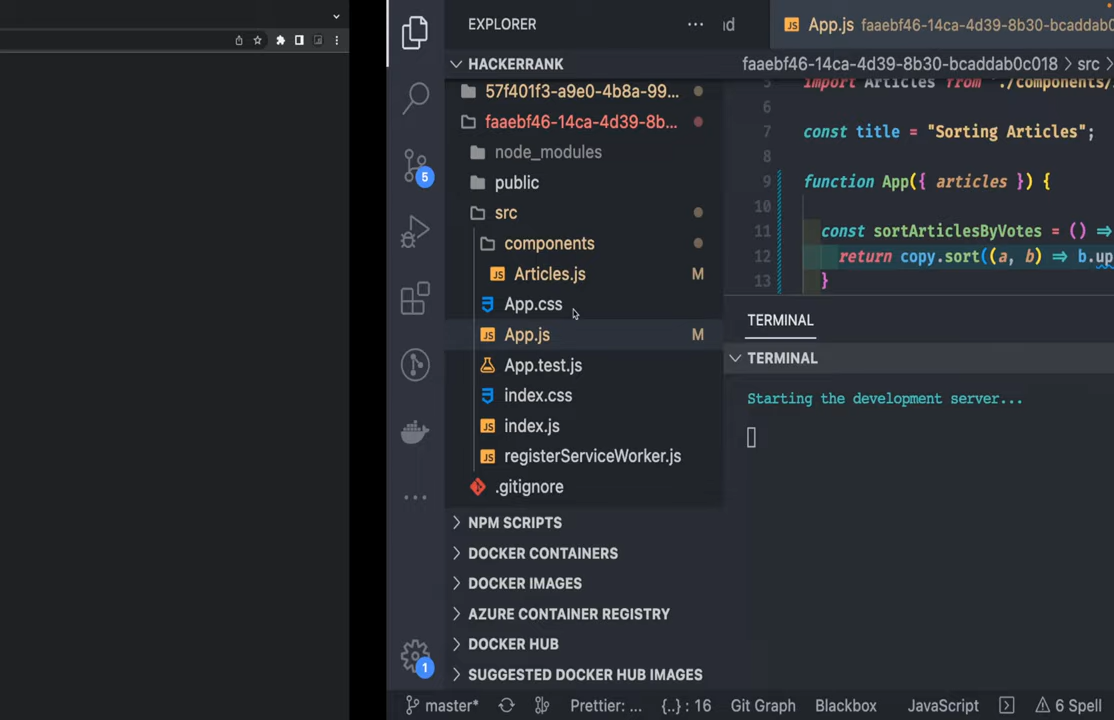 EXPLORER
HACKERRANK
57f401f3-a9e0-4b8a-99...
faaebf46-14ca-4d39-8b...
node_modules
public
src
components
Articles.js M
App.css
App.js M
App.test.js
index.css
index.js
registerServiceWorker.js
.gitignore
NPM SCRIPTS
DOCKER CONTAINERS
DOCKER IMAGES
AZURE CONTAINER REGISTRY
DOCKER HUB
SUGGESTED DOCKER HUB IMAGES
5
1
App.js faaebf46-14ca-4d39-8b30-bcaddab0
faaebf46-14ca-4d39-8b30-bcaddab0c018 > src >
import Articles from './components/
6
7 const title = "Sorting Articles";
8
9 function App({ articles }) {
10
11 const sortArticlesByVotes = () =>
12 return copy.sort((a, b) => b.up
13 }
TERMINAL
TERMINAL
Starting the development server...
master* Prettier: ... {..} : 16 Git Graph Blackbox JavaScript 6 Spell